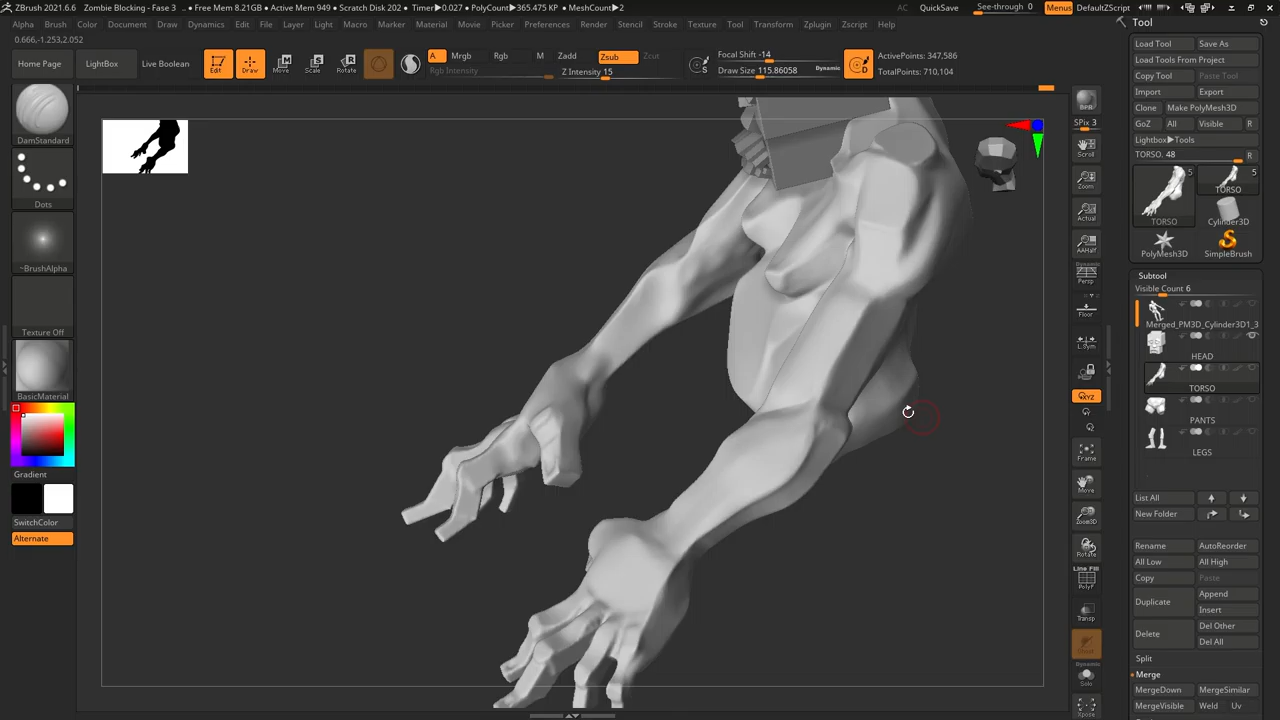 ZBrush 2021.6.6 Zombie Blocking - Fase 3 .. • Free Mem 8.21GB • Active Mem 949 • Scratch Disk 202 • Timer▶0.027 • PolyCount▶365.475 KP • MeshCount▶2 AC QuickSave See-through 0 Menus DefaultZScript
Alpha Brush Color Document Draw Dynamics Edit File Layer Light Macro Marker Material Movie Picker Preferences Render Stencil Stroke Texture Tool Transform Zplugin Zscript Help
0.666,-1.253,2.052
Home Page LightBox Live Boolean Edit Draw Move Scale Rotate A Mrgb Rgb M Zadd Zsub Zcut
Rgb Intensity Z Intensity 15
Focal Shift -14
Draw Size 115.86058 Dynamic
S D
ActivePoints: 347,586
TotalPoints: 710,104
DamStandard
Dots
~BrushAlpha
Texture Off
BasicMaterial
Gradient
SwitchColor
Alternate
BPR
SPix 3
Scroll
Zoom
Actual
AAHalf
Dynamic
Persp
Floor
L.Sym
XYZ
Frame
Move
Zoom3D
Rotate
Line Fill
PolyF
Transp
Ghost
Dynamic
Solo
Xpose
Tool
Load Tool Save As
Load Tools From Project
Copy Tool Paste Tool
Import Export
Clone Make PolyMesh3D
GoZ All Visible R
Lightbox▶Tools
TORSO. 48 R
5 5
TORSO
TORSO Cylinder3D
PolyMesh3D SimpleBrush
Subtool
Visible Count 6
Merged_PM3D_Cylinder3D1_3
HEAD
TORSO
PANTS
LEGS
List All
New Folder
Rename AutoReorder
All Low All High
Copy Paste
Duplicate Append
Insert
Delete Del Other
Del All
Split
Merge
MergeDown MergeSimilar
MergeVisible Weld Uv